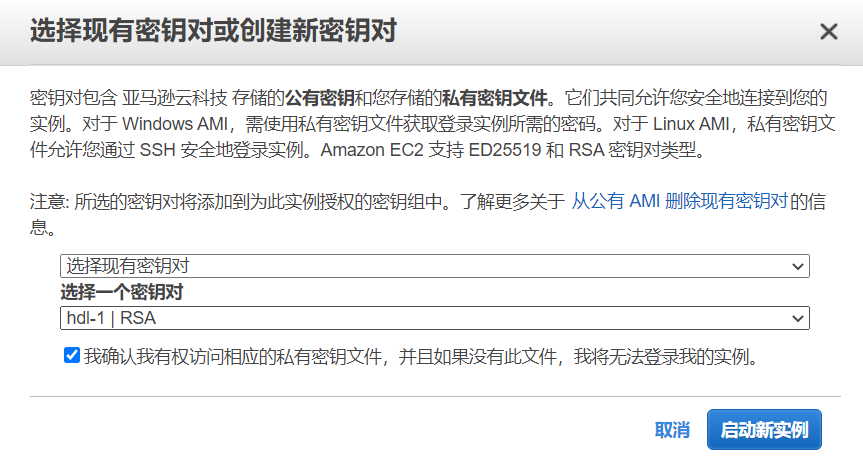 选择现有密钥对或创建新密钥对
密钥对包含 亚马逊云科技 存储的公有密钥和您存储的私有密钥文件。它们共同允许您安全地连接到您的
实例。对于 Windows AMI，需使用私有密钥文件获取登录实例所需的密码。对于 Linux AMI，私有密钥文
件允许您通过 SSH 安全地登录实例。Amazon EC2 支持 ED25519 和 RSA 密钥对类型。
注意: 所选的密钥对将添加到为此实例授权的密钥组中。了解更多关于 从公有 AMI 删除现有密钥对的信
息。
选择现有密钥对
选择一个密钥对
hdl-1 | RSA
我确认我有权访问相应的私有密钥文件，并且如果没有此文件，我将无法登录我的实例。
取消 启动新实例